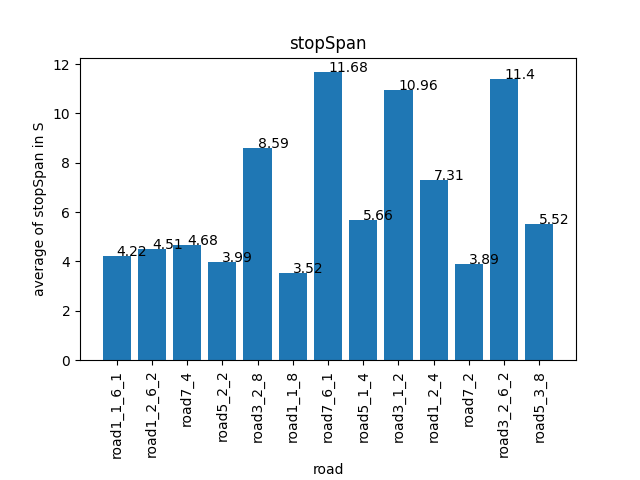 stopSpan
average of stopSpan in S
12
10
8
6
4
2
0
4.22
4.51
4.68
3.99
8.59
3.52
11.68
5.66
10.96
7.31
3.89
11.4
5.52
road1_1_6_1
road1_2_6_2
road7_4
road5_2_2
road3_2_8
road1_1_8
road7_6_1
road5_1_4
road3_1_2
road1_2_4
road7_2
road3_2_6_2
road5_3_8
road